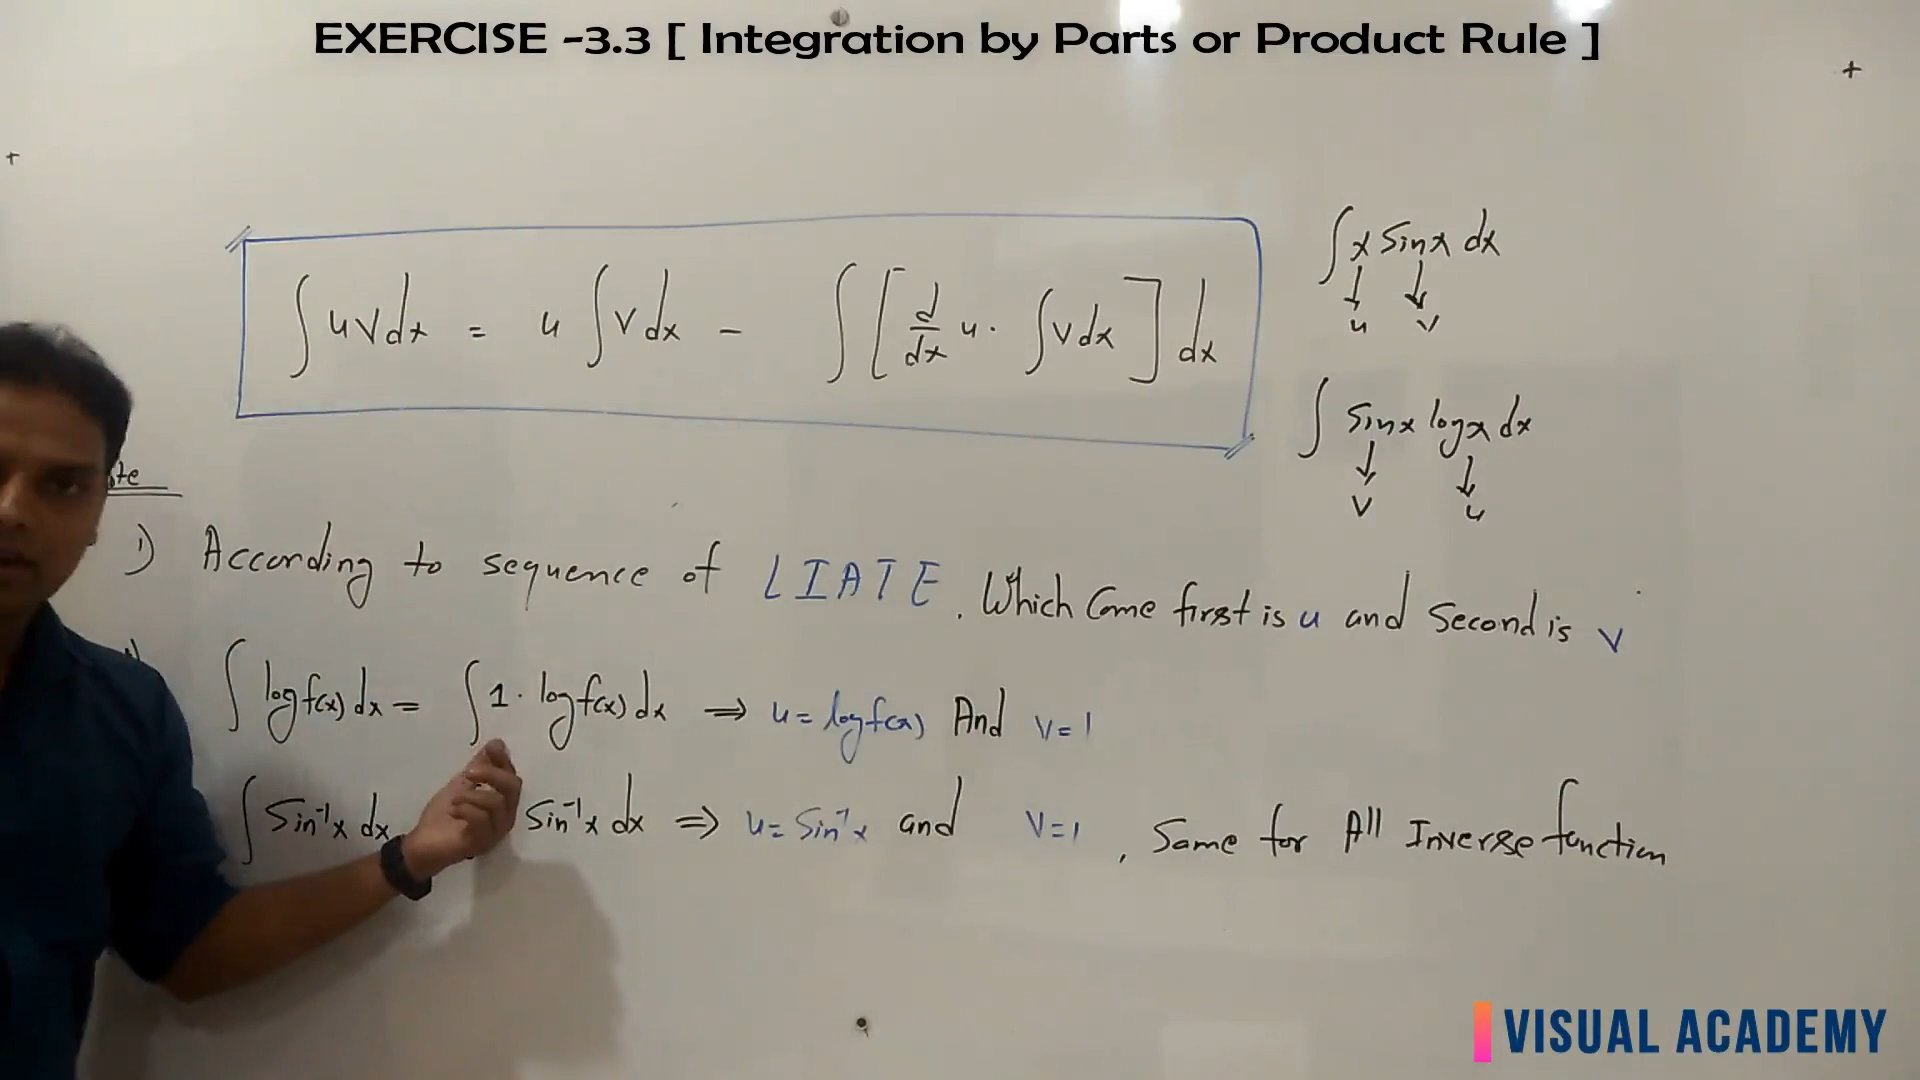 EXERCISE -3.3 [ Integration by Parts or Product Rule ]
∫ u v dx = u ∫ v dx - ∫ [ d/dx u . ∫ v dx ] dx
∫ x sinx dx
u v
∫ sinx logx dx
v u
1) According to sequence of LIATE. Which Come first is u and Second is v
∫ log f(x) dx = ∫ 1 . log f(x) dx ⇒ u = log f(x) And v = 1
∫ Sin⁻¹x dx Sin⁻¹x dx ⇒ u = Sin⁻¹x and v = 1 , Same for All Inverse function
VISUAL ACADEMY